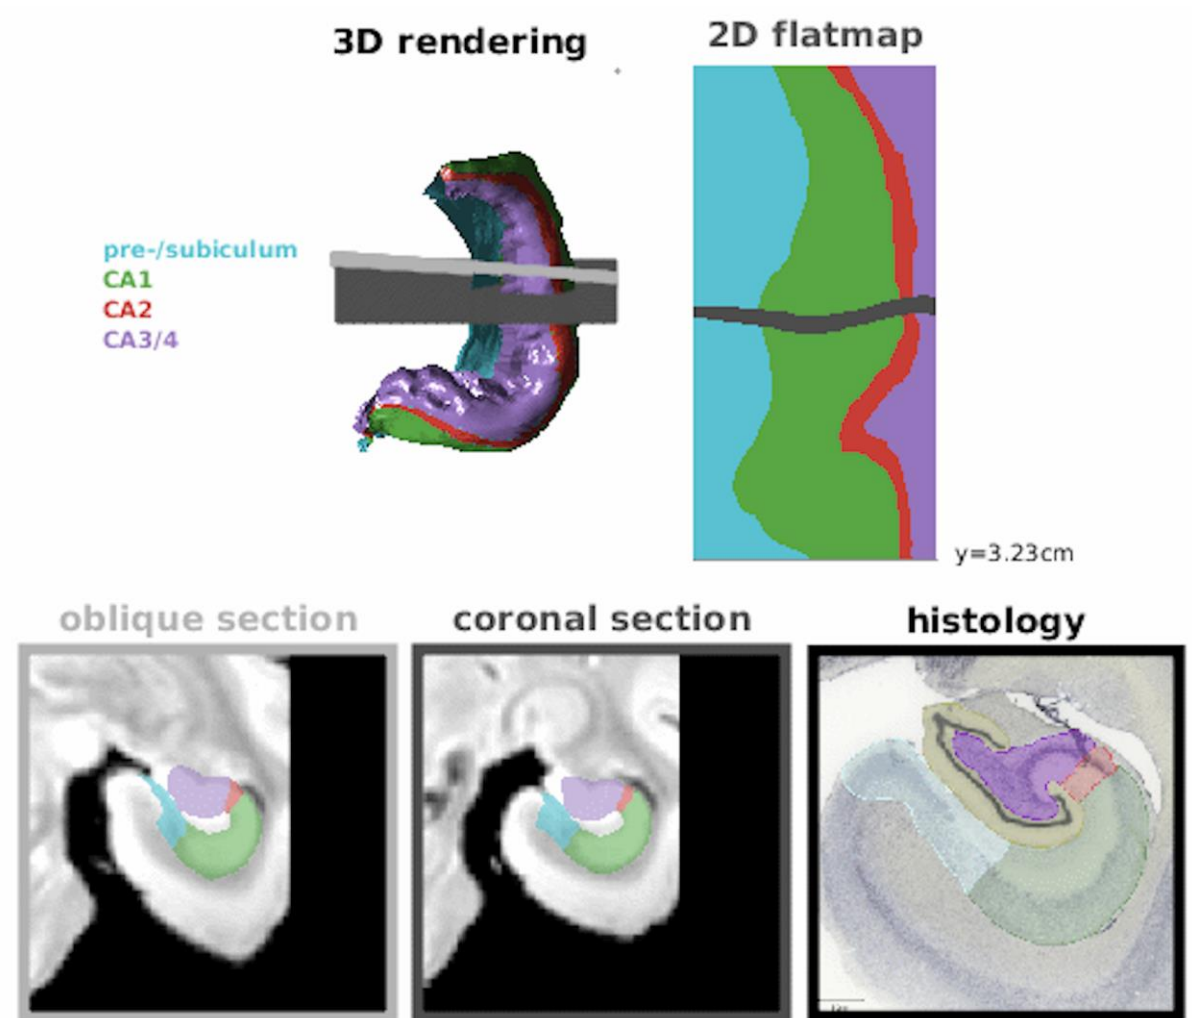 3D rendering
2D flatmap
pre-/subiculum
CA1
CA2
CA3/4
y=3.23cm
oblique section
coronal section
histology